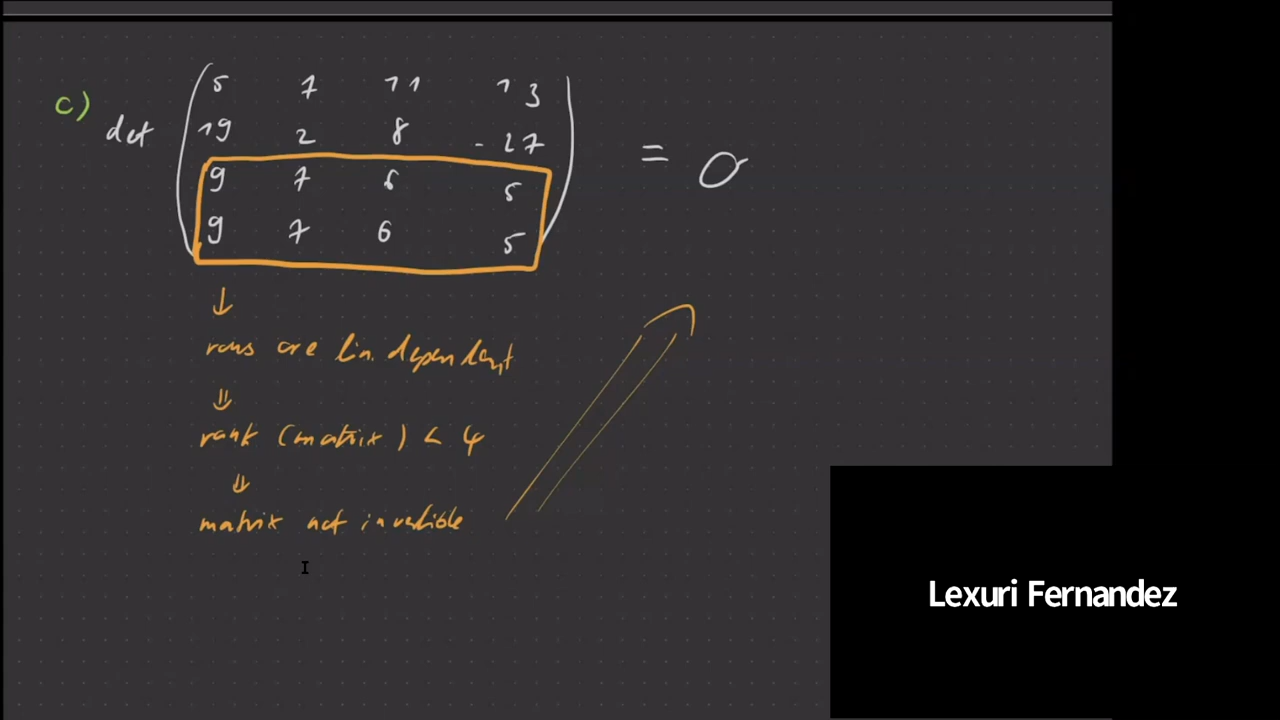 c) det ( 5 7 11 13
19 2 8 -27 = 0
9 7 6 5
9 7 6 5 )
↓
rows are lin. dependent
⇓
rank (matrix) < 4
⇓
matrix not invertible
Lexuri Fernandez